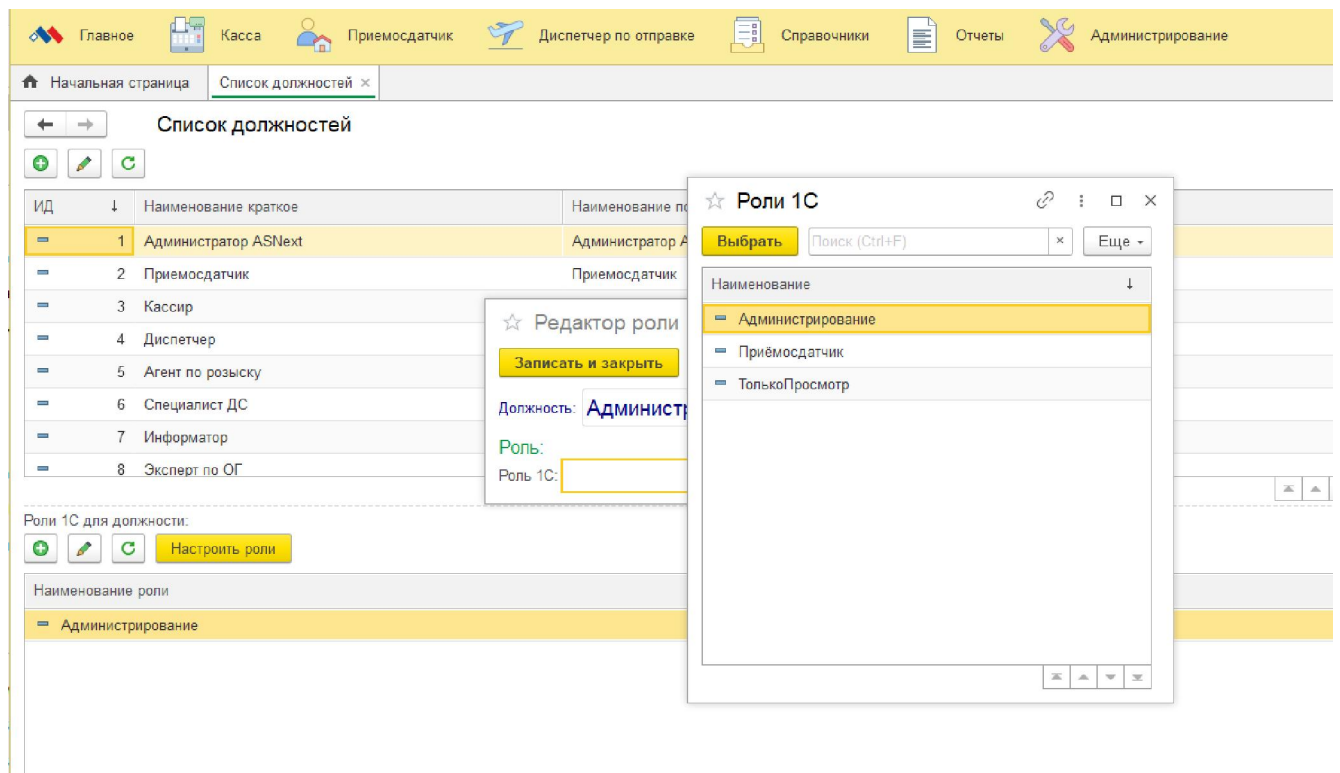 Главное Касса Приемосдатчик Диспетчер по отправке Справочники Отчеты Администрирование
Начальная страница Список должностей ×
Список должностей
ИД ↓ Наименование краткое Наименование по
1 Администратор ASNext Администратор А
2 Приемосдатчик Приемосдатчик
3 Кассир
4 Диспетчер
5 Агент по розыску
6 Специалист ДС
7 Информатор
8 Эксперт по ОГ
Редактор роли
Записать и закрыть
Должность: Администр
Роль:
Роль 1С:
Роли 1С
Выбрать Поиск (Ctrl+F) × Еще
Наименование ↓
Администрирование
Приёмосдатчик
ТолькоПросмотр
Роли 1С для должности:
Настроить роли
Наименование роли
Администрирование